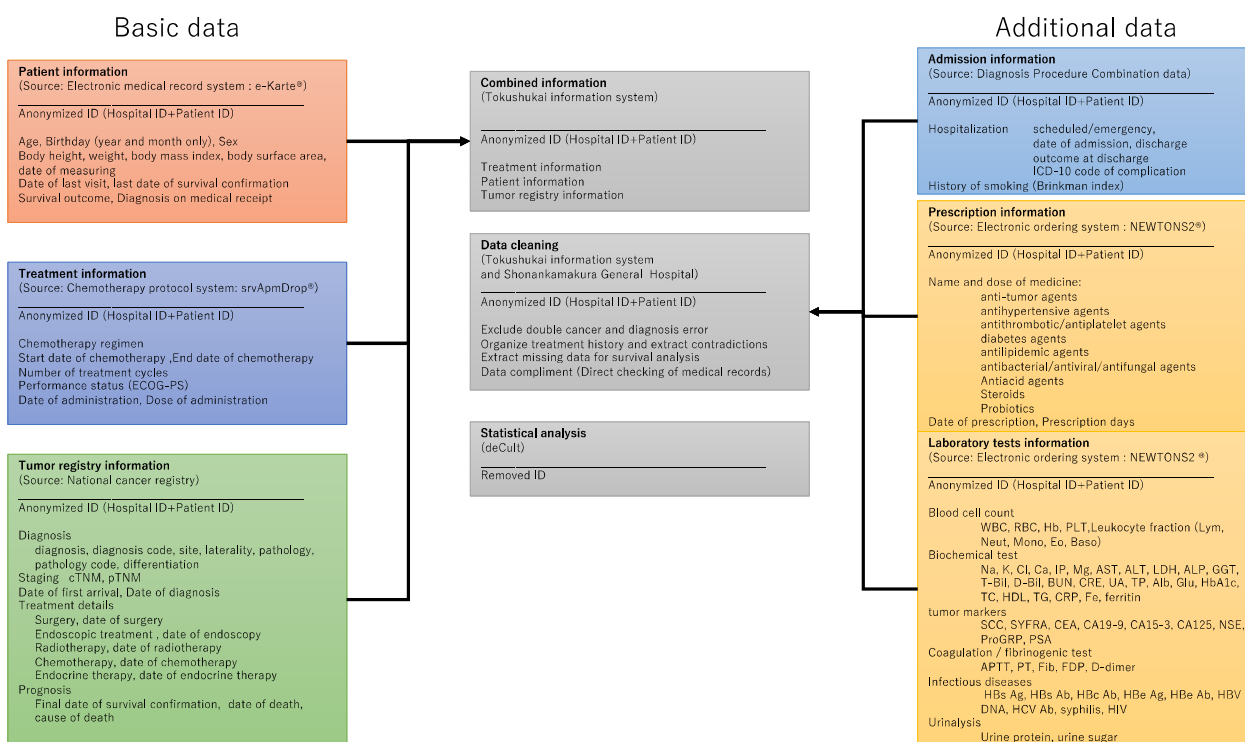 Basic data
Patient information
(Source: Electronic medical record system : e-Karte®)
Anonymized ID (Hospital ID+Patient ID)
Age, Birthday (year and month only), Sex
Body height, weight, body mass index, body surface area,
date of measuring
Date of last visit, last date of survival confirmation
Survival outcome, Diagnosis on medical receipt
Treatment information
(Source: Chemotherapy protocol system: srvApmDrop®)
Anonymized ID (Hospital ID+Patient ID)
Chemotherapy regimen
Start date of chemotherapy ,End date of chemotherapy
Number of treatment cycles
Performance status (ECOG-PS)
Date of administration, Dose of administration
Tumor registry information
(Source: National cancer registry)
Anonymized ID (Hospital ID+Patient ID)
Diagnosis
diagnosis, diagnosis code, site, laterality, pathology,
pathology code, differentiation
Staging cTNM, pTNM
Date of first arrival, Date of diagnosis
Treatment details
Surgery, date of surgery
Endoscopic treatment , date of endoscopy
Radiotherapy, date of radiotherapy
Chemotherapy, date of chemotherapy
Endocrine therapy, date of endocrine therapy
Prognosis
Final date of survival confirmation, date of death,
cause of death
Combined information
(Tokushukai information system)
Anonymized ID (Hospital ID+Patient ID)
Treatment information
Patient information
Tumor registry information
Data cleaning
(Tokushukai information system
and Shonankamakura General Hospital)
Anonymized ID (Hospital ID+Patient ID)
Exclude double cancer and diagnosis error
Organize treatment history and extract contradictions
Extract missing data for survival analysis
Data compliment (Direct checking of medical records)
Statistical analysis
(deCult)
Removed ID
Additional data
Admission information
(Source: Diagnosis Procedure Combination data)
Anonymized ID (Hospital ID+Patient ID)
Hospitalization scheduled/emergency,
date of admission, discharge
outcome at discharge
ICD-10 code of complication
History of smoking (Brinkman index)
Prescription information
(Source: Electronic ordering system : NEWTONS2®)
Anonymized ID (Hospital ID+Patient ID)
Name and dose of medicine:
anti-tumor agents
antihypertensive agents
antithrombotic/antiplatelet agents
diabetes agents
antilipidemic agents
antibacterial/antiviral/antifungal agents
Antiacid agents
Steroids
Probiotics
Date of prescription, Prescription days
Laboratory tests information
(Source: Electronic ordering system : NEWTONS2 ®)
Anonymized ID (Hospital ID+Patient ID)
Blood cell count
WBC, RBC, Hb, PLT,Leukocyte fraction (Lym,
Neut, Mono, Eo, Baso)
Biochemical test
Na, K, Cl, Ca, IP, Mg, AST, ALT, LDH, ALP, GGT,
T-Bil, D-Bil, BUN, CRE, UA, TP, Alb, Glu, HbA1c,
TC, HDL, TG, CRP, Fe, ferritin
tumor markers
SCC, SYFRA, CEA, CA19-9, CA15-3, CA125, NSE,
ProGRP, PSA
Coagulation / fibrinogenic test
APTT, PT, Fib, FDP, D-dimer
Infectious diseases
HBs Ag, HBs Ab, HBc Ab, HBe Ag, HBe Ab, HBV
DNA, HCV Ab, syphilis, HIV
Urinalysis
Urine protein, urine sugar